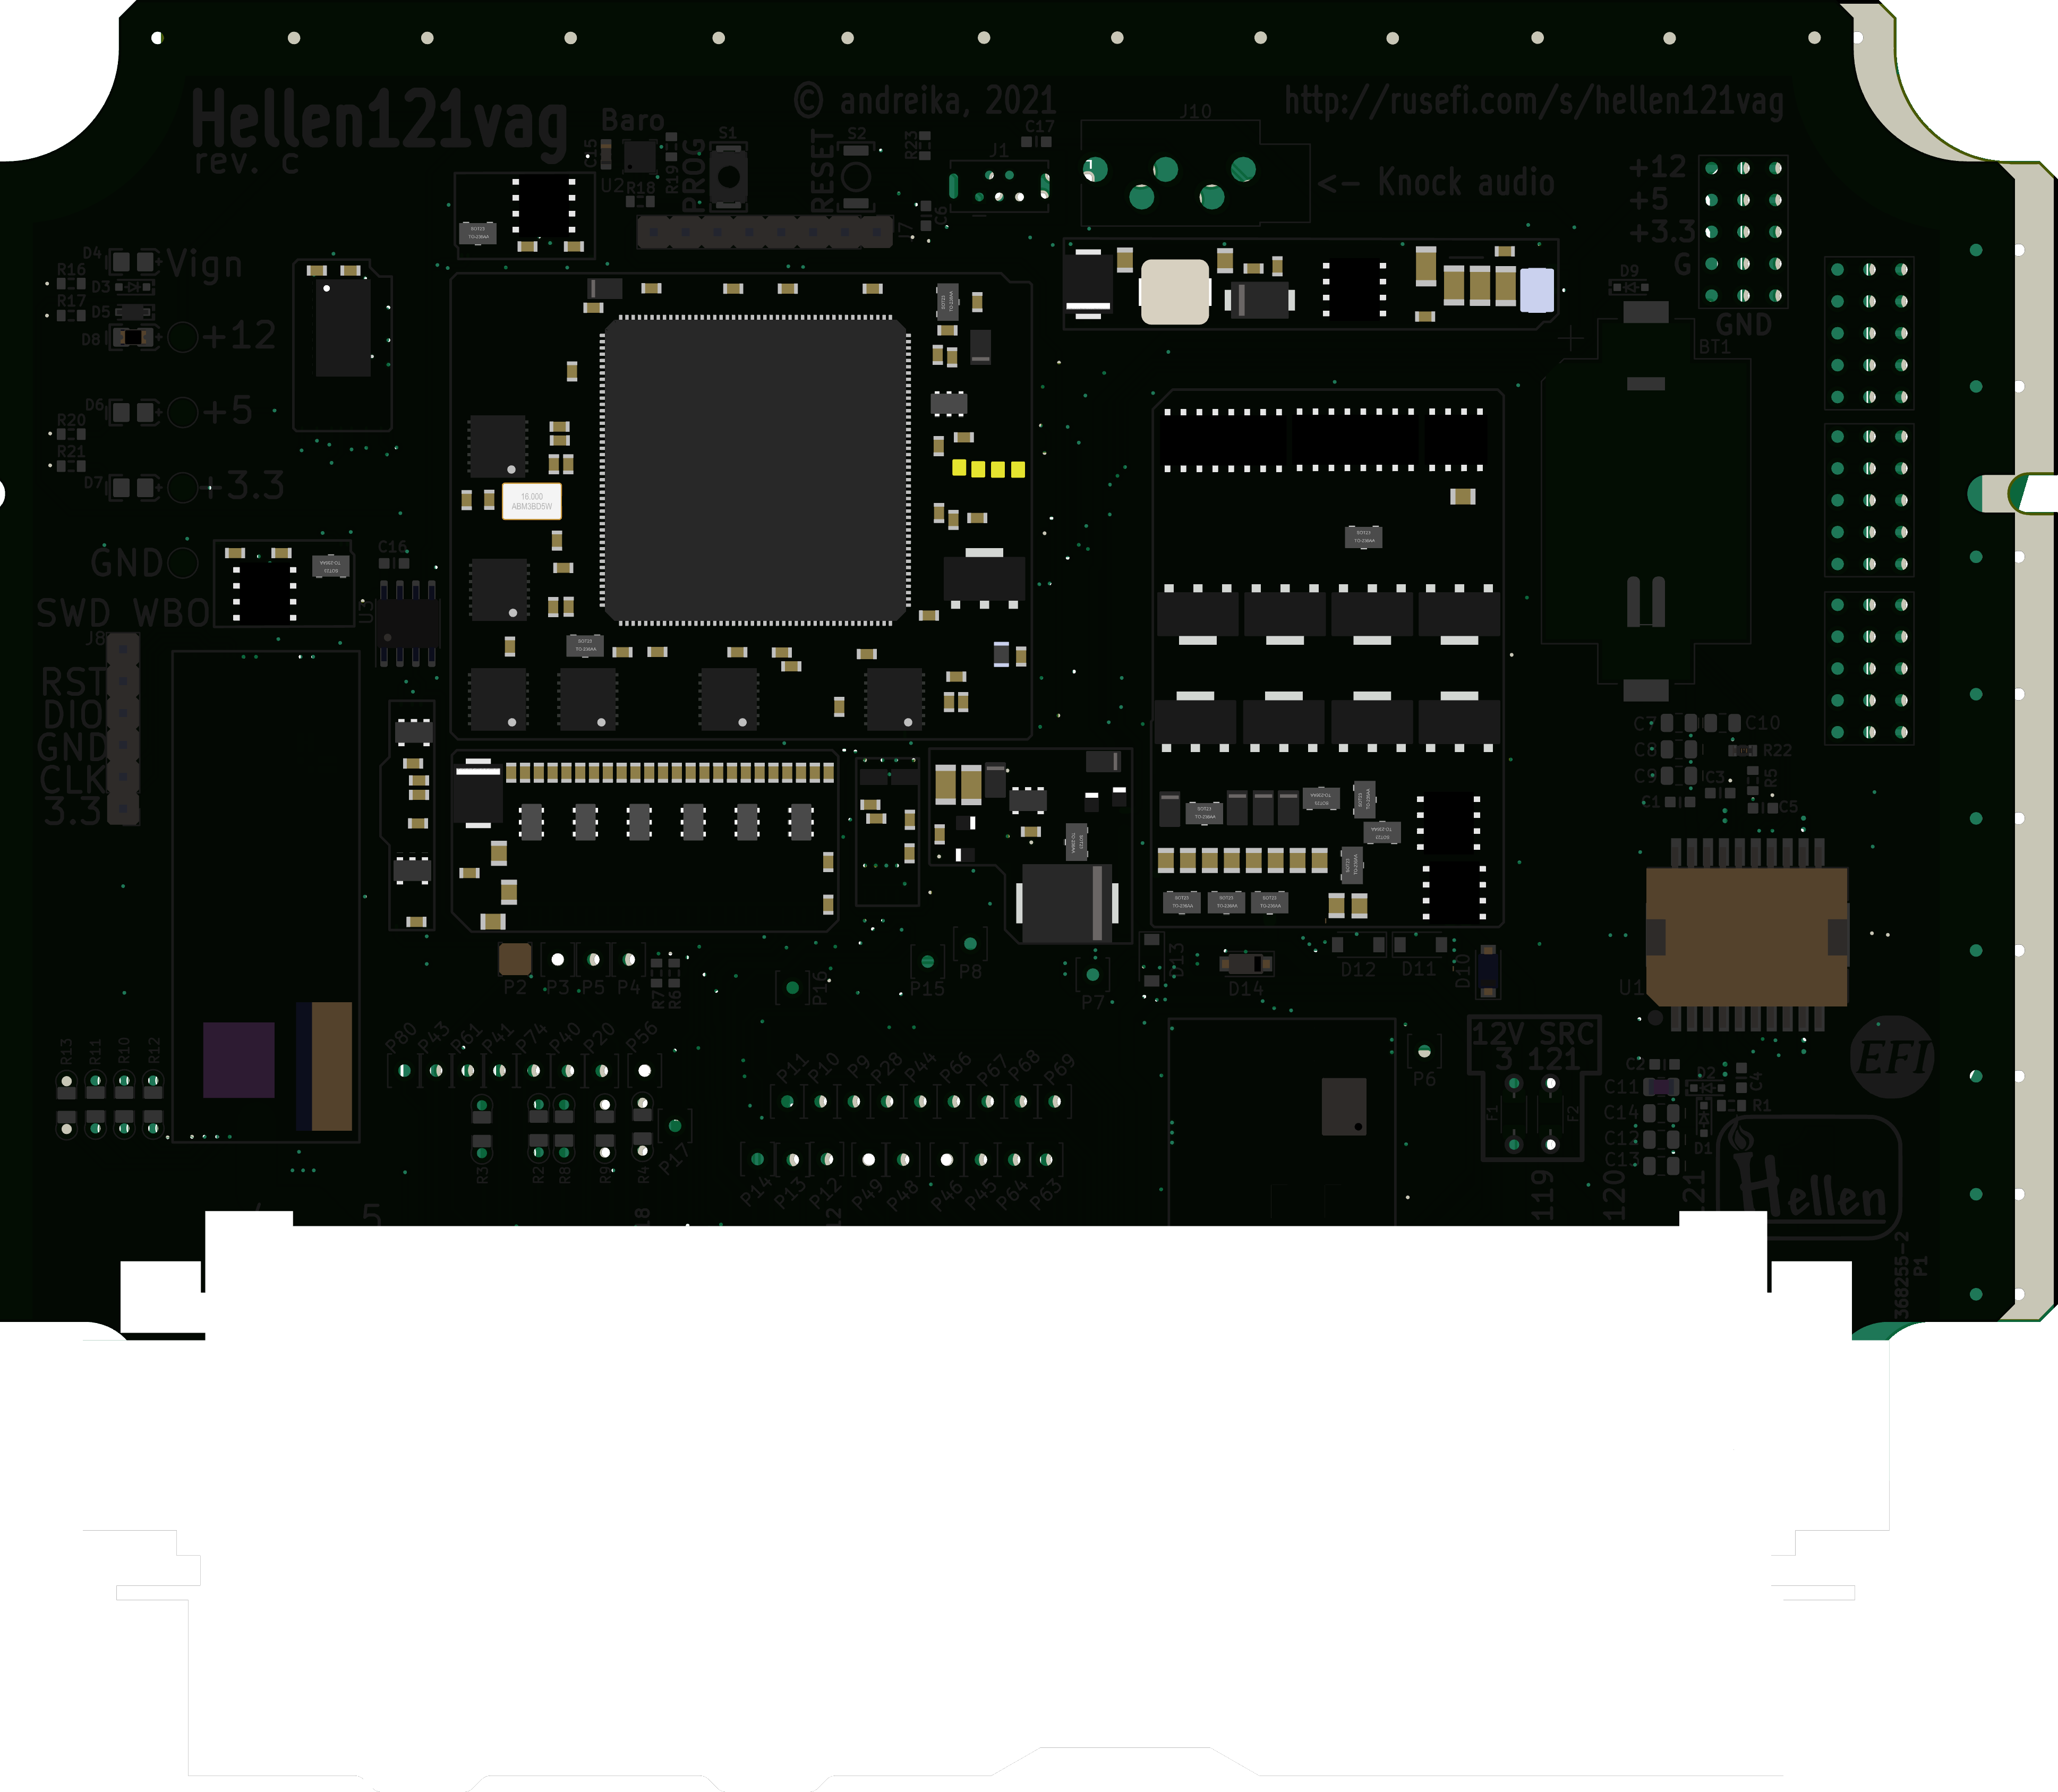 Hellen121vag
rev. c
© andreika, 2021
http://rusefi.com/s/hellen121vag
Baro
C15
U2
R18
R19
PROG
S1
RESET
S2
R23
C6
C17
J1
J7
J10
<- Knock audio
+12
+5
+3.3
G
GND
D9
BT1
D4
Vign
R16
D3
R17
D5
D8
+12
D6
+5
R20
R21
D7
+3.3
GND
C16
U3
SWD WBO
J8
RST
DIO
GND
CLK
3.3
16.000
ABM3BD5W
C7
C10
C8
R22
C9
C3
R5
C1
C5
U1
P2
P3
P5
P4
R7
R6
P16
P15
P8
P7
D13
D14
D12
D11
D10
R13
R11
R10
R12
P80
P43
P61
P41
P74
P40
P20
P56
R3
R2
R8
R9
R4
P17
P11
P10
P9
P28
P44
P66
P67
P68
P69
P14
P13
P12
P49
P48
P46
P45
P64
P63
P6
12V SRC
3 121
F1
F2
C2
C11
D2
C4
C14
R1
C12
D1
C13
119
120
121
EFI
Hellen
368255-2
P1
5